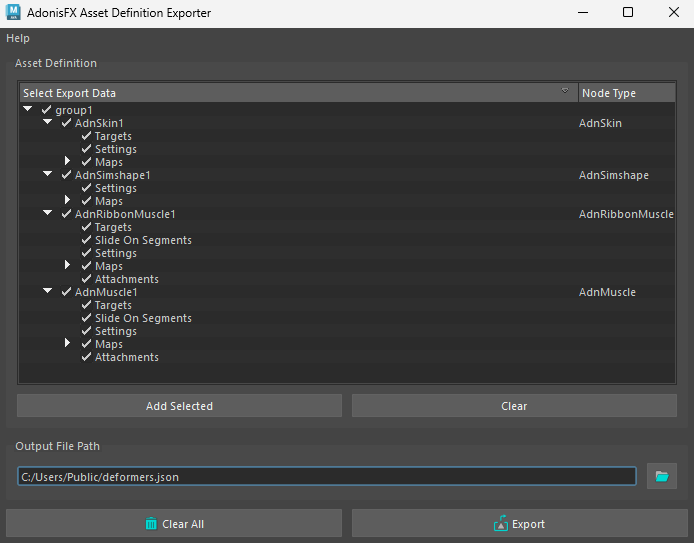 AdonisFX Asset Definition Exporter
Help
Asset Definition
Select Export Data Node Type
group1
AdnSkin1 AdnSkin
Targets
Settings
Maps
AdnSimshape1 AdnSimshape
Settings
Maps
AdnRibbonMuscle1 AdnRibbonMuscle
Targets
Slide On Segments
Settings
Maps
Attachments
AdnMuscle1 AdnMuscle
Targets
Slide On Segments
Settings
Maps
Attachments
Add Selected Clear
Output File Path
C:/Users/Public/deformers.json
Clear All Export